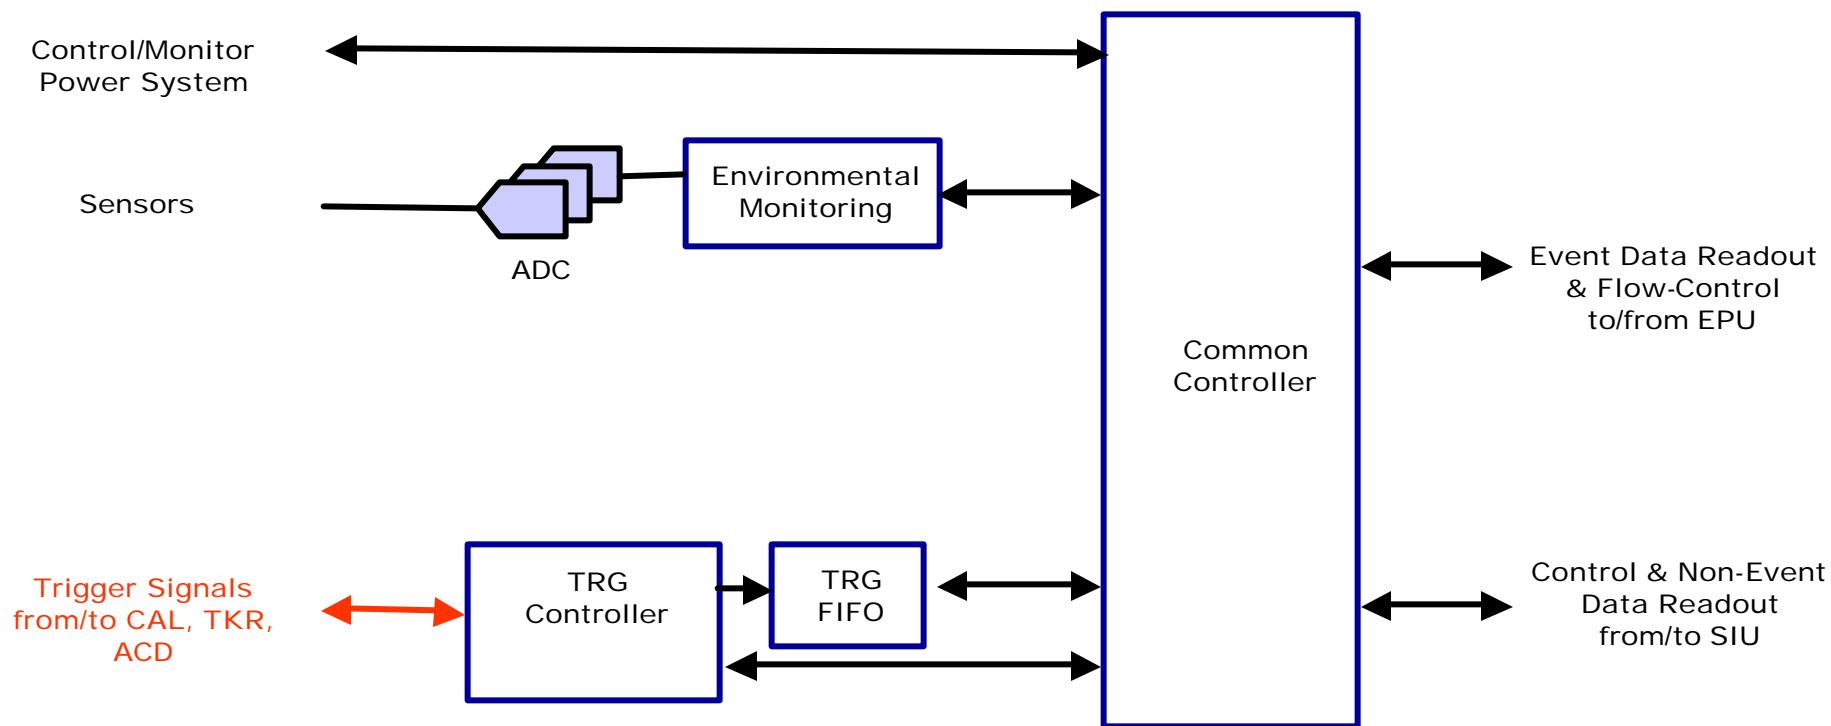 Control/Monitor
Power System
Sensors
ADC
Environmental
Monitoring
Common
Controller
Event Data Readout
& Flow-Control
to/from EPU
Trigger Signals
from/to CAL, TKR,
ACD
TRG
Controller
TRG
FIFO
Control & Non-Event
Data Readout
from/to SIU